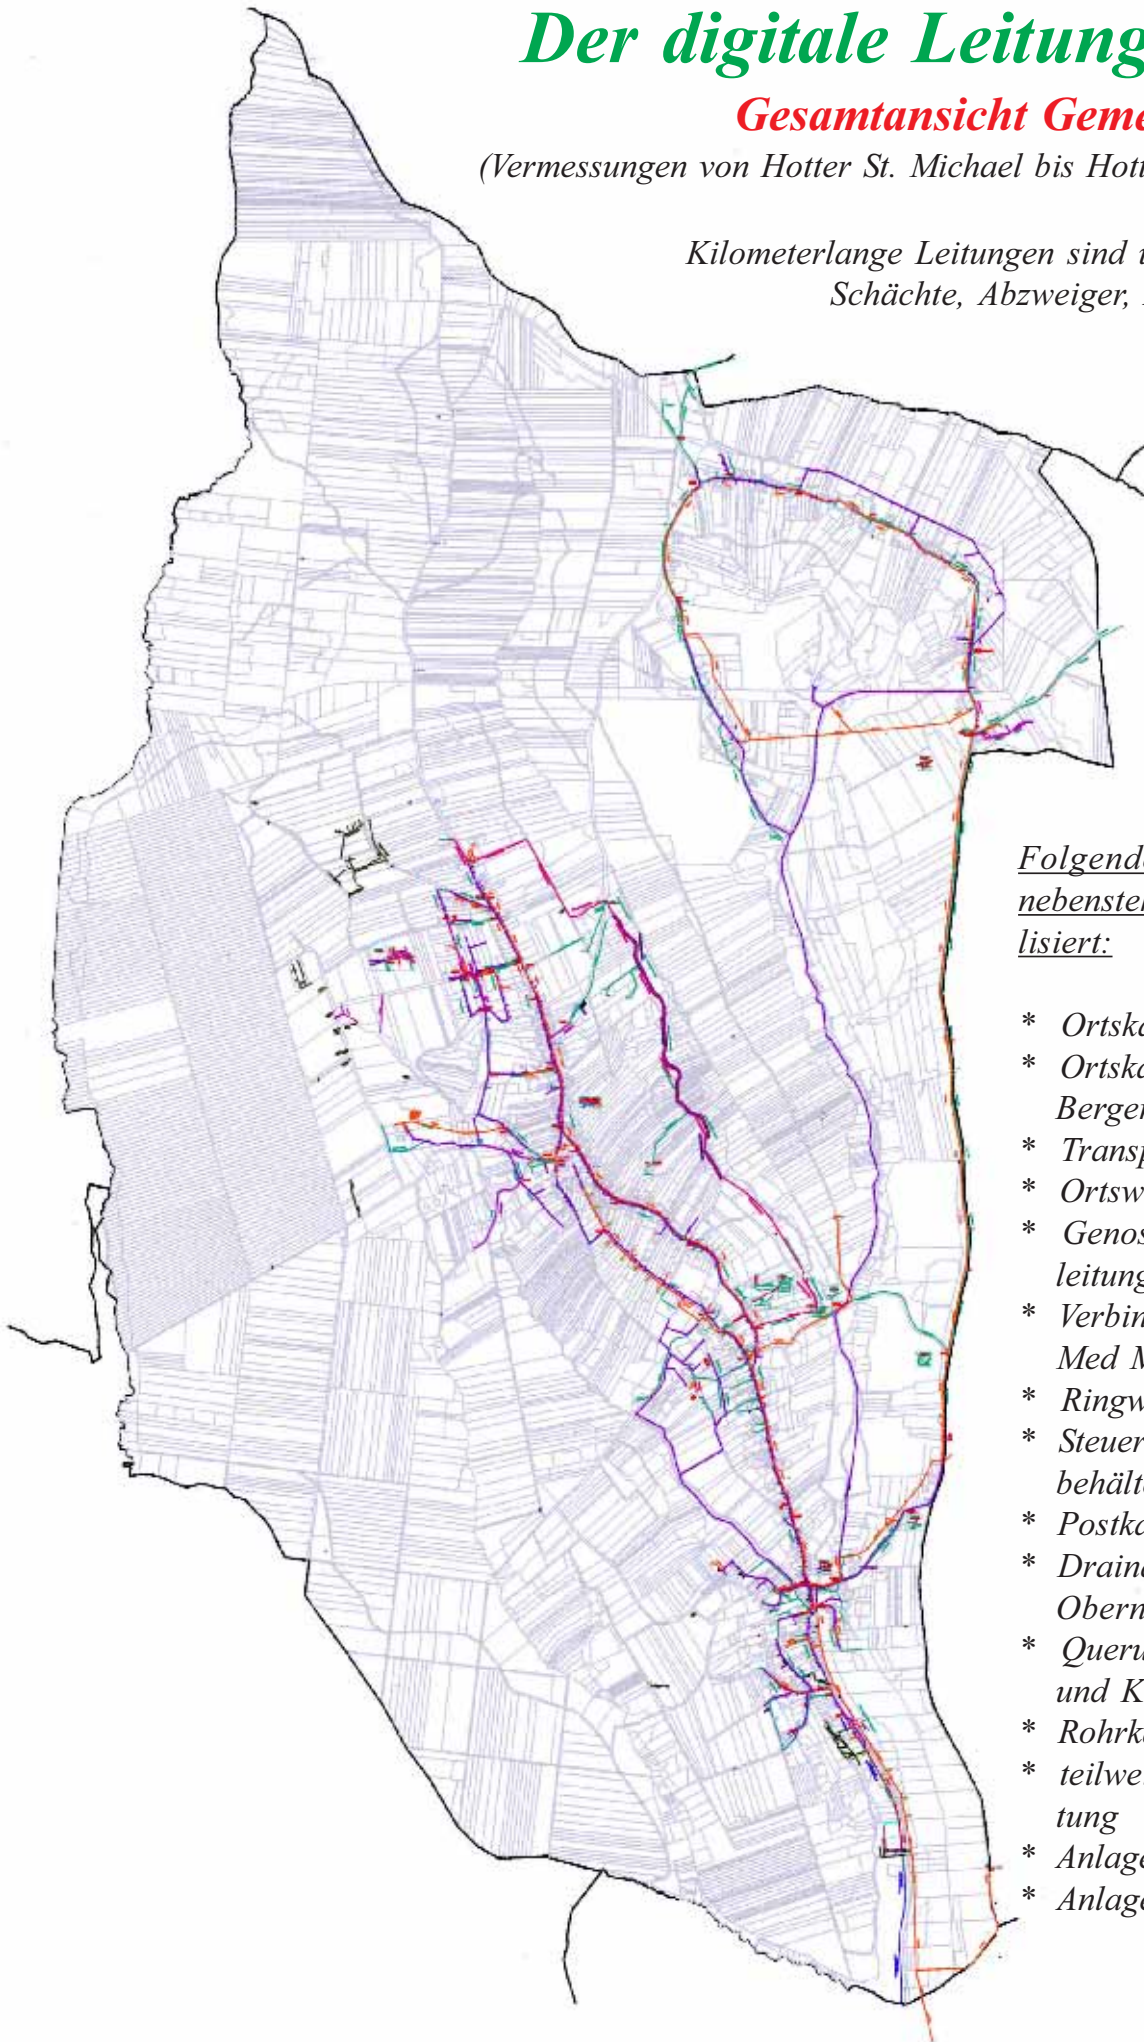 Der digitale Leitung
Gesamtansicht Geme
(Vermessungen von Hotter St. Michael bis Hott
Kilometerlange Leitungen sind
Schächte, Abzweiger,
Folgend
nebenste
lisiert:
* Ortska
* Ortska
Berge
* Transp
* Ortsw
* Genos
leitung
* Verbin
Med M
* Ringw
* Steuer
behält
* Postka
* Drain
Obern
* Queru
und K
* Rohrk
* teilwe
tung
* Anlage
* Anlage